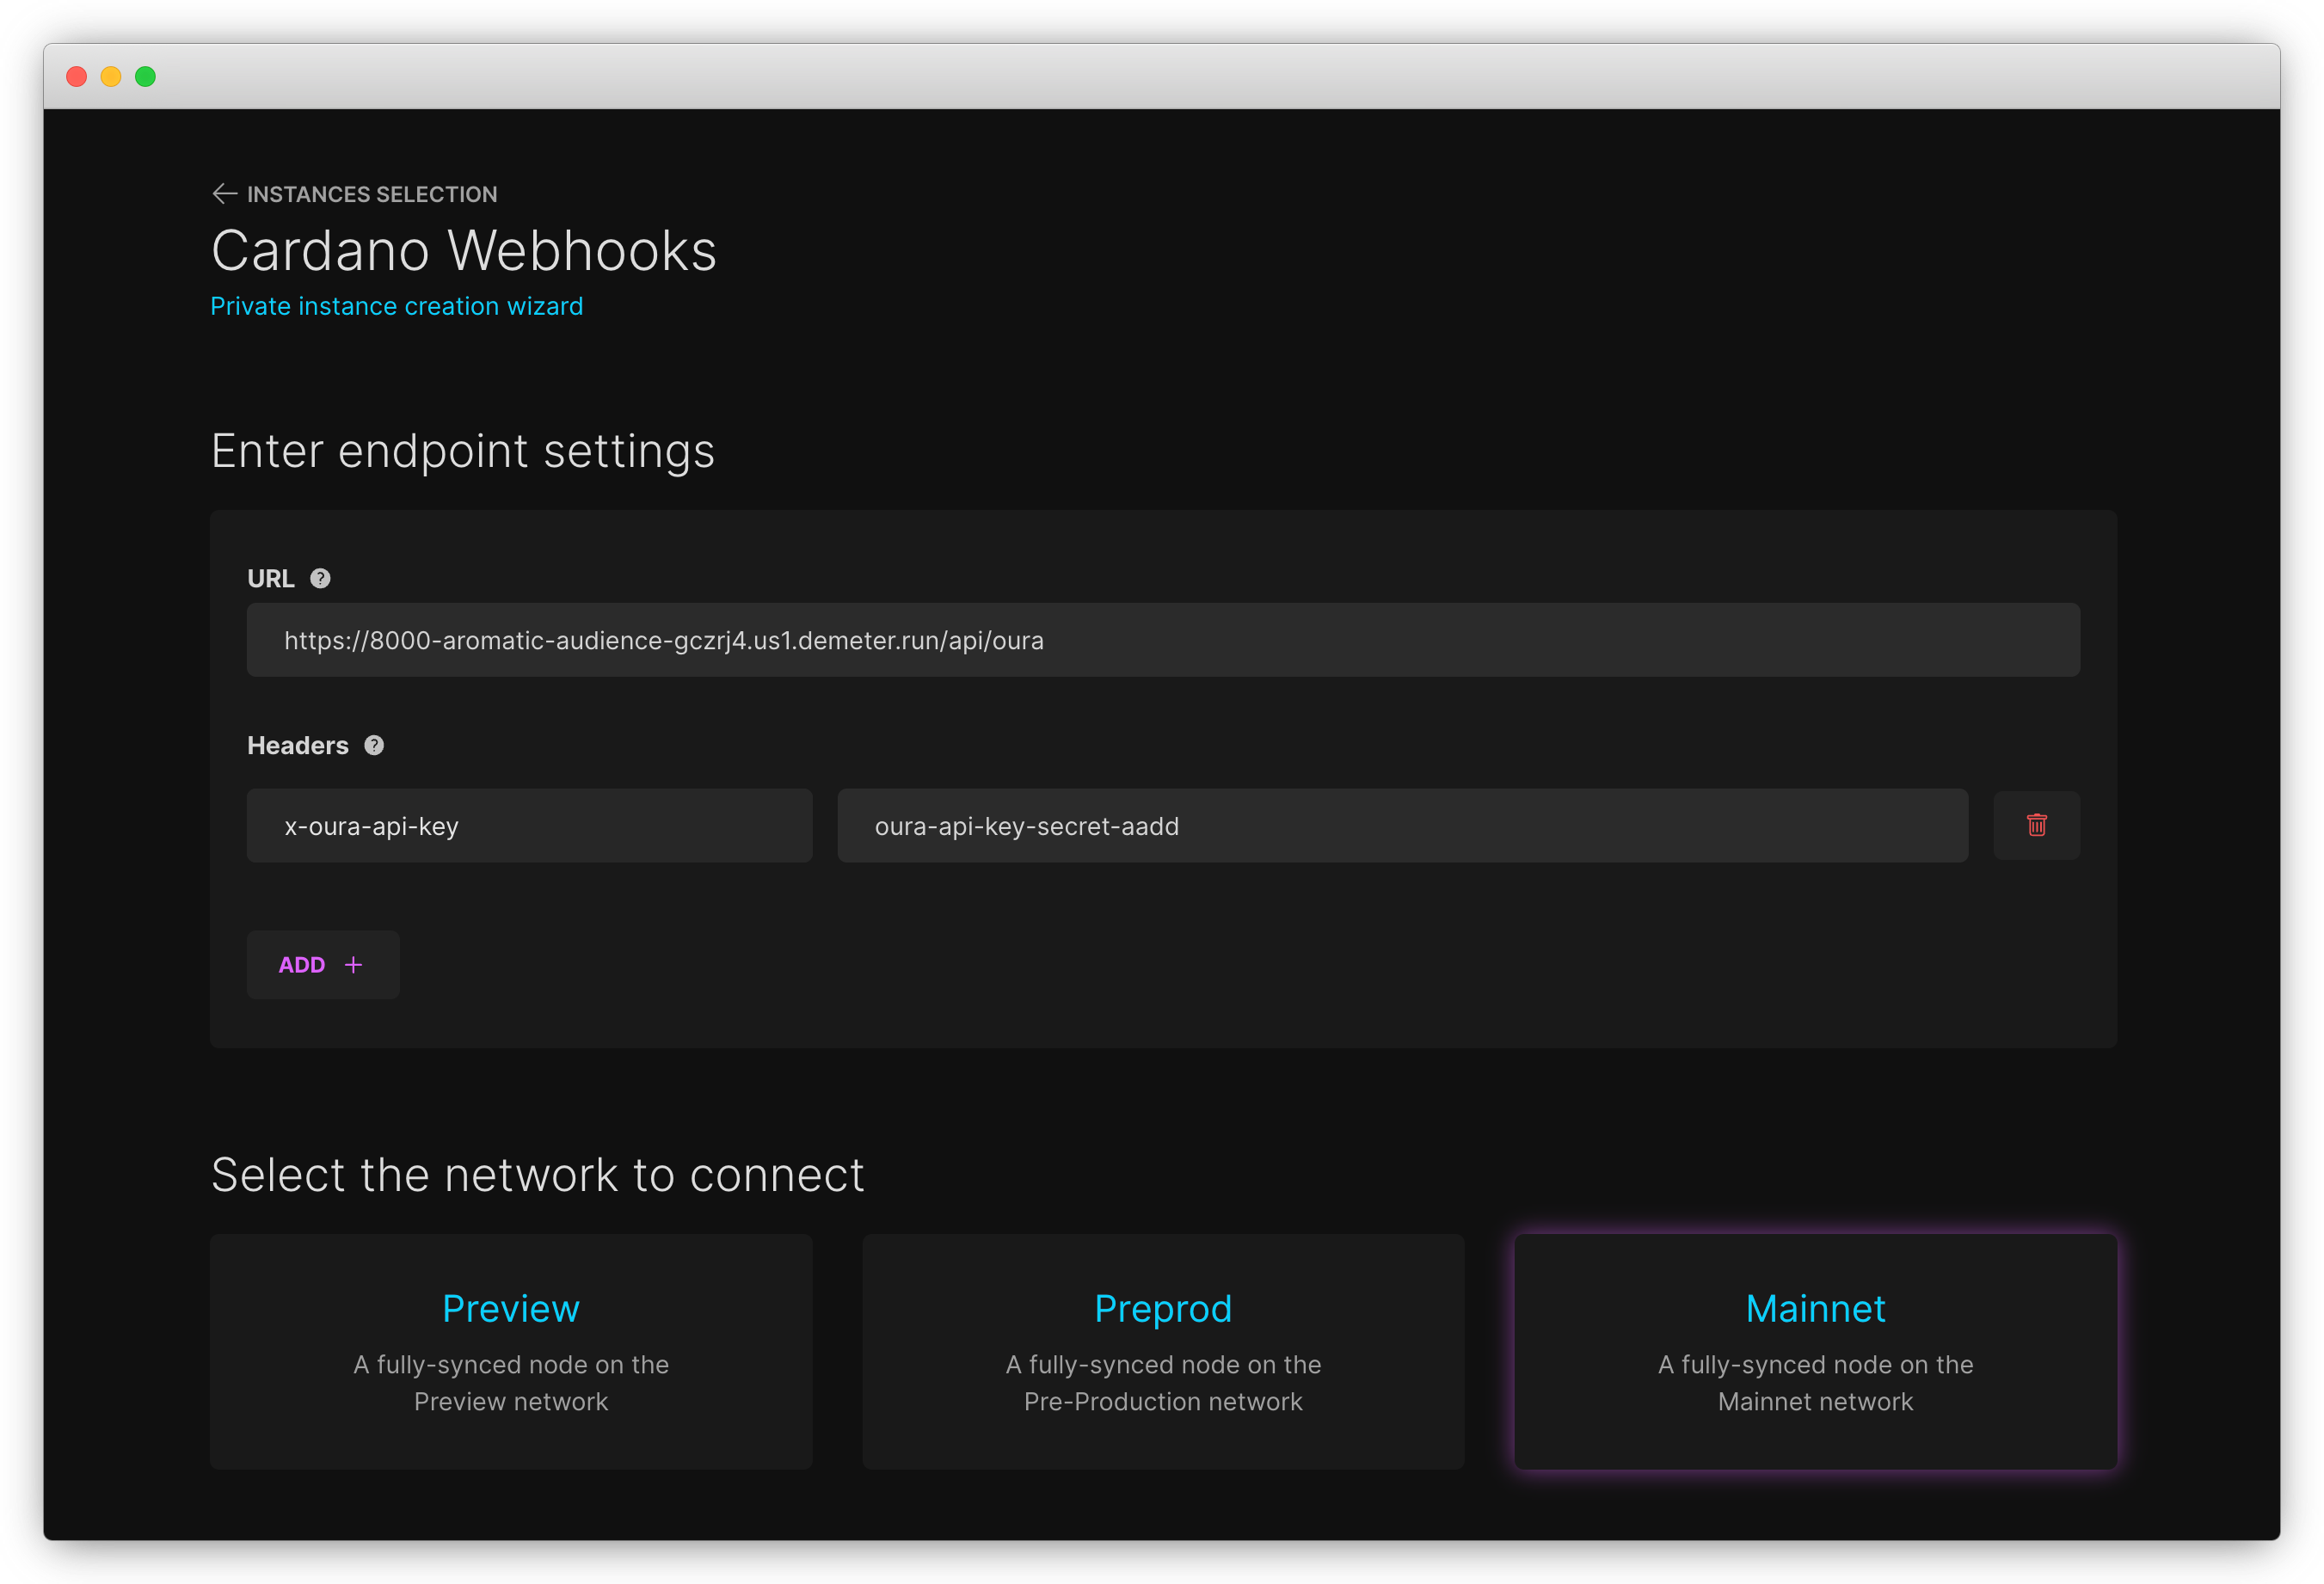 INSTANCES SELECTION
Cardano Webhooks
Private instance creation wizard
Enter endpoint settings
URL ?
https://8000-aromatic-audience-gczrj4.us1.demeter.run/api/oura
Headers ?
x-oura-api-key
oura-api-key-secret-aadd
ADD +
Select the network to connect
Preview
A fully-synced node on the
Preview network
Preprod
A fully-synced node on the
Pre-Production network
Mainnet
A fully-synced node on the
Mainnet network